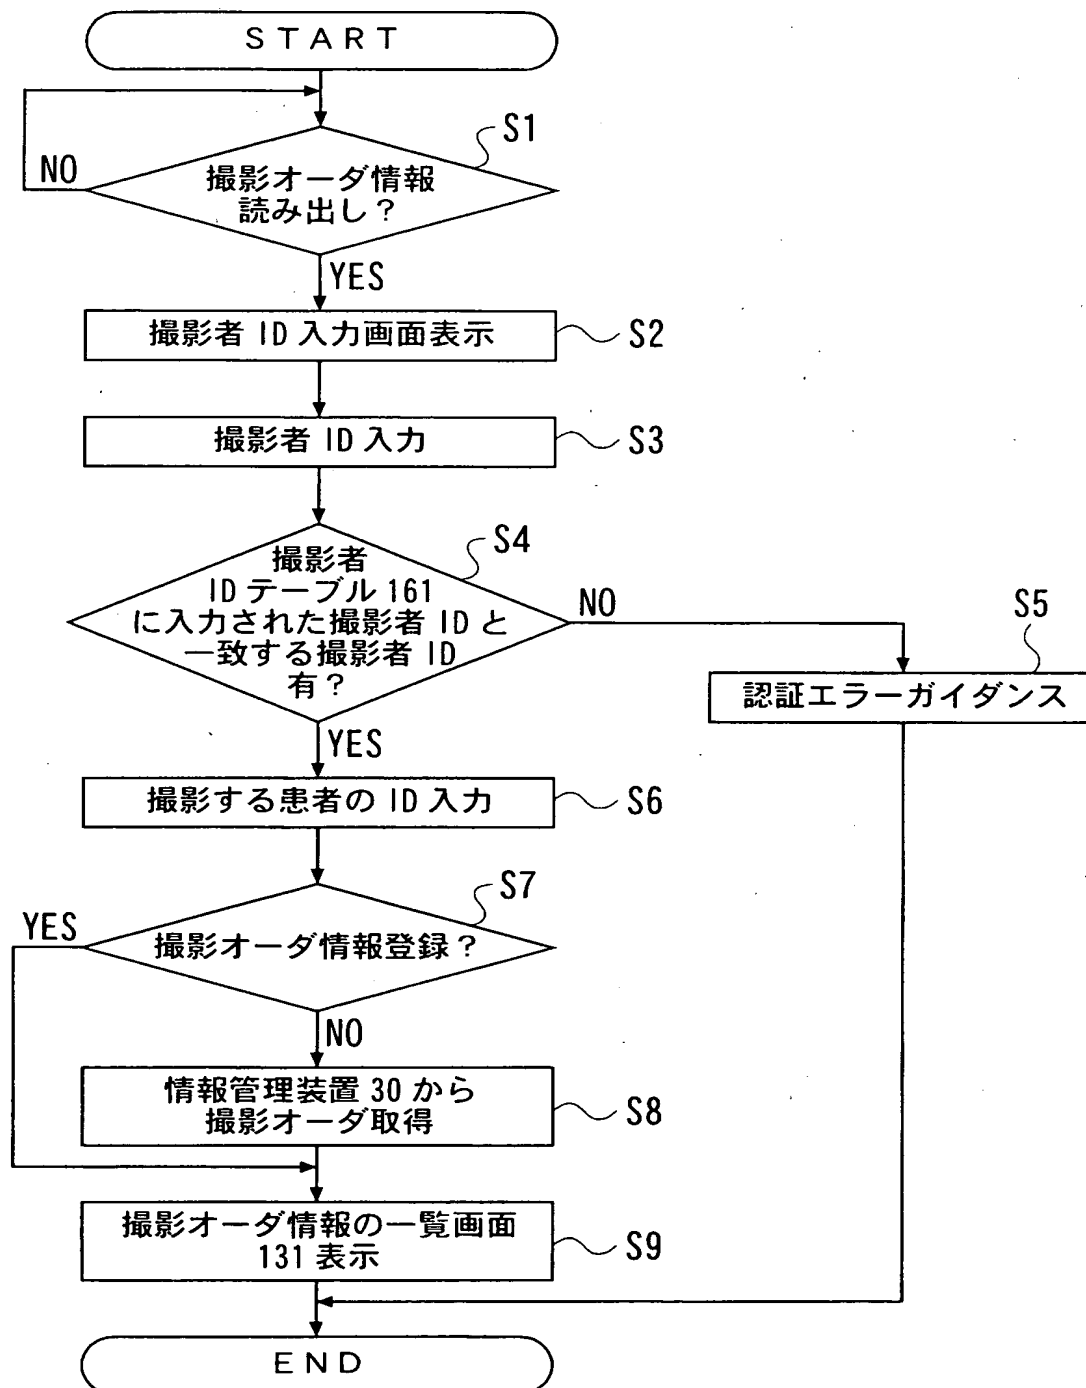 START
S1
NO
撮影オーダ情報
読み出し？
YES
撮影者 ID 入力画面表示
S2
撮影者 ID 入力
S3
S4
撮影者
ID テーブル 161
に入力された撮影者 ID と
一致する撮影者 ID
有？
NO
S5
認証エラーガイダンス
YES
撮影する患者の ID 入力
S6
S7
YES
撮影オーダ情報登録？
NO
情報管理装置 30 から
撮影オーダ取得
S8
撮影オーダ情報の一覧画面
131 表示
S9
END